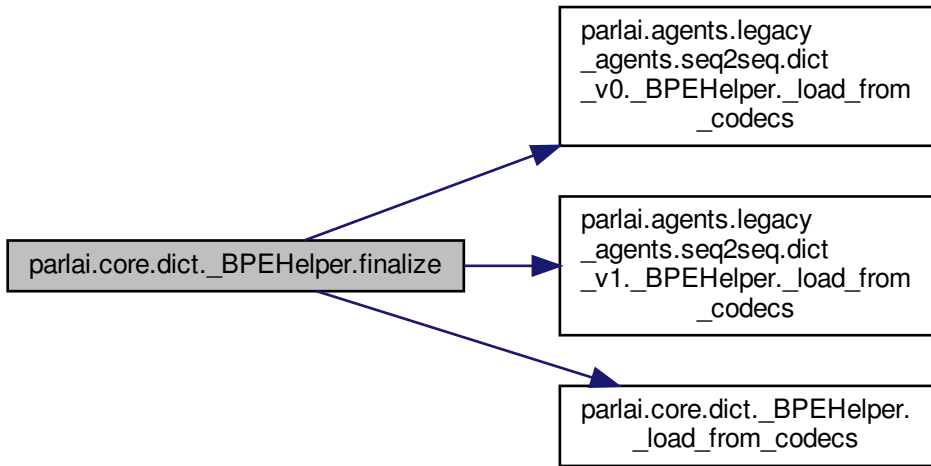 parlai.agents.legacy
_agents.seq2seq.dict
_v0._BPEHelper._load_from
_codecs
parlai.core.dict._BPEHelper.finalize
parlai.agents.legacy
_agents.seq2seq.dict
_v1._BPEHelper._load_from
_codecs
parlai.core.dict._BPEHelper.
_load_from_codecs